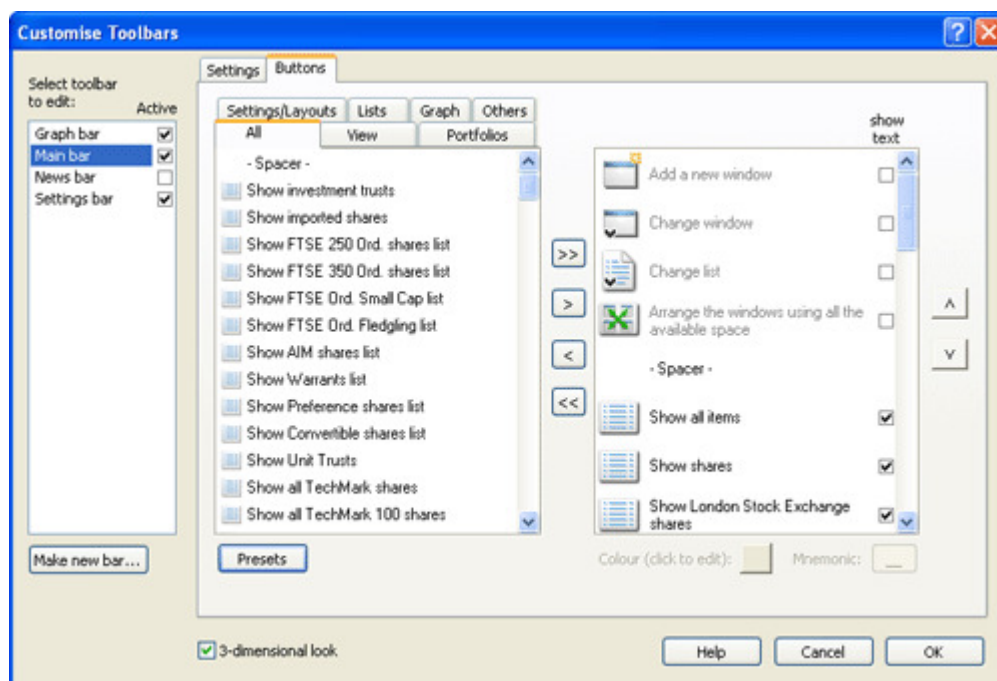 Customise Toolbars
Select toolbar
to edit:
Active
Graph bar
Main bar
News bar
Settings bar
Make new bar...
Settings
Buttons
Settings/Layouts
Lists
Graph
Others
All
View
Portfolios
- Spacer -
Show investment trusts
Show imported shares
Show FTSE 250 Ord. shares list
Show FTSE 350 Ord. shares list
Show FTSE Ord. Small Cap list
Show FTSE Ord. Fledgling list
Show AIM shares list
Show Warrants list
Show Preference shares list
Show Convertible shares list
Show Unit Trusts
Show all TechMark shares
Show all TechMark 100 shares
Presets
>>
>
<
<<
show
text
Add a new window
Change window
Change list
Arrange the windows using all the
available space
- Spacer -
Show all items
Show shares
Show London Stock Exchange
shares
Colour (click to edit):
Mnemonic:
3-dimensional look
Help
Cancel
OK